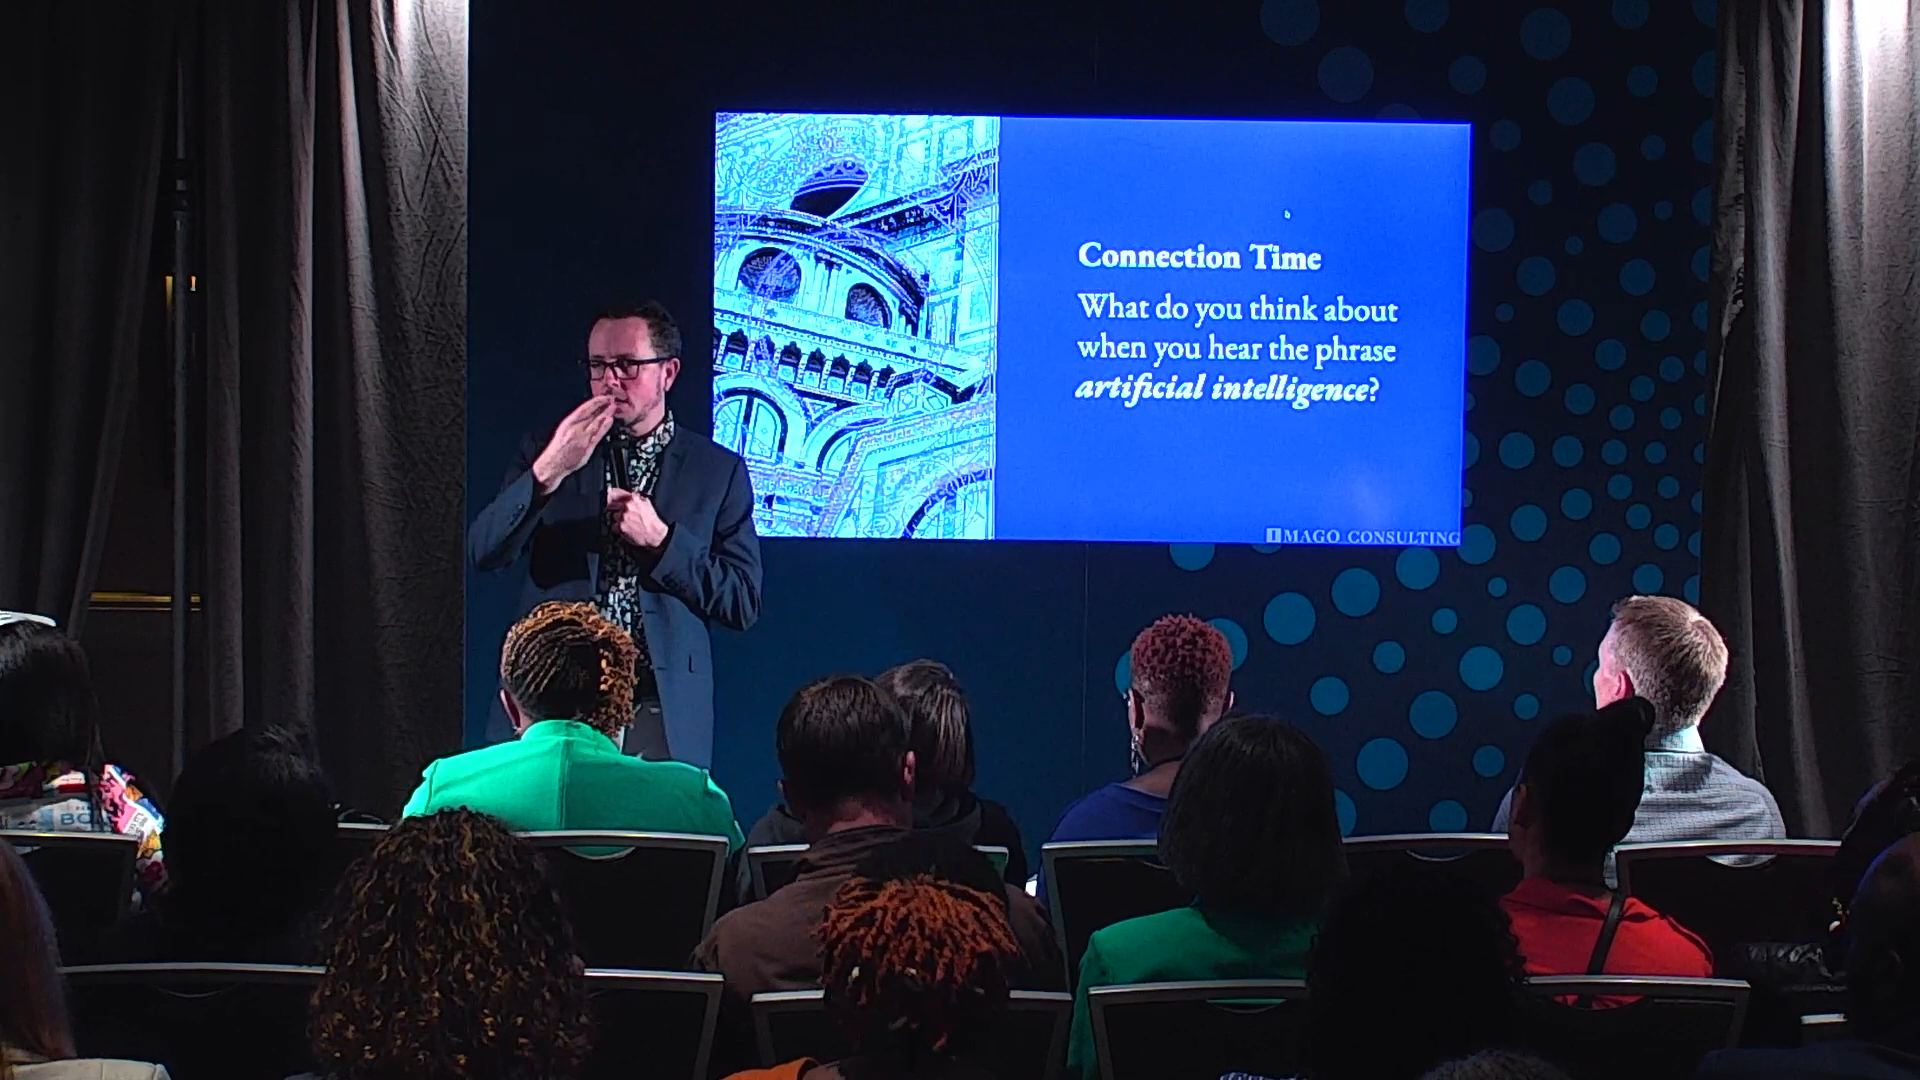 Connection Time
What do you think about
when you hear the phrase
artificial intelligence?
IMAGO CONSULTING